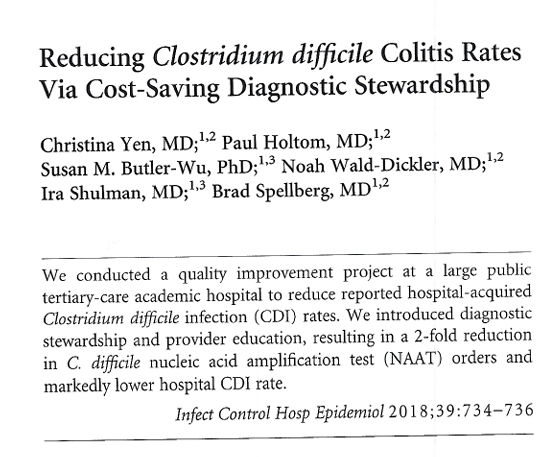 Reducing Clostridium difficile Colitis Rates
Via Cost-Saving Diagnostic Stewardship
Christina Yen, MD;1,2 Paul Holtom, MD;1,2
Susan M. Butler-Wu, PhD;1,3 Noah Wald-Dickler, MD;1,2
Ira Shulman, MD;1,3 Brad Spellberg, MD1,2
We conducted a quality improvement project at a large public
tertiary-care academic hospital to reduce reported hospital-acquired
Clostridium difficile infection (CDI) rates. We introduced diagnostic
stewardship and provider education, resulting in a 2-fold reduction
in C. difficile nucleic acid amplification test (NAAT) orders and
markedly lower hospital CDI rate.
Infect Control Hosp Epidemiol 2018;39:734–736